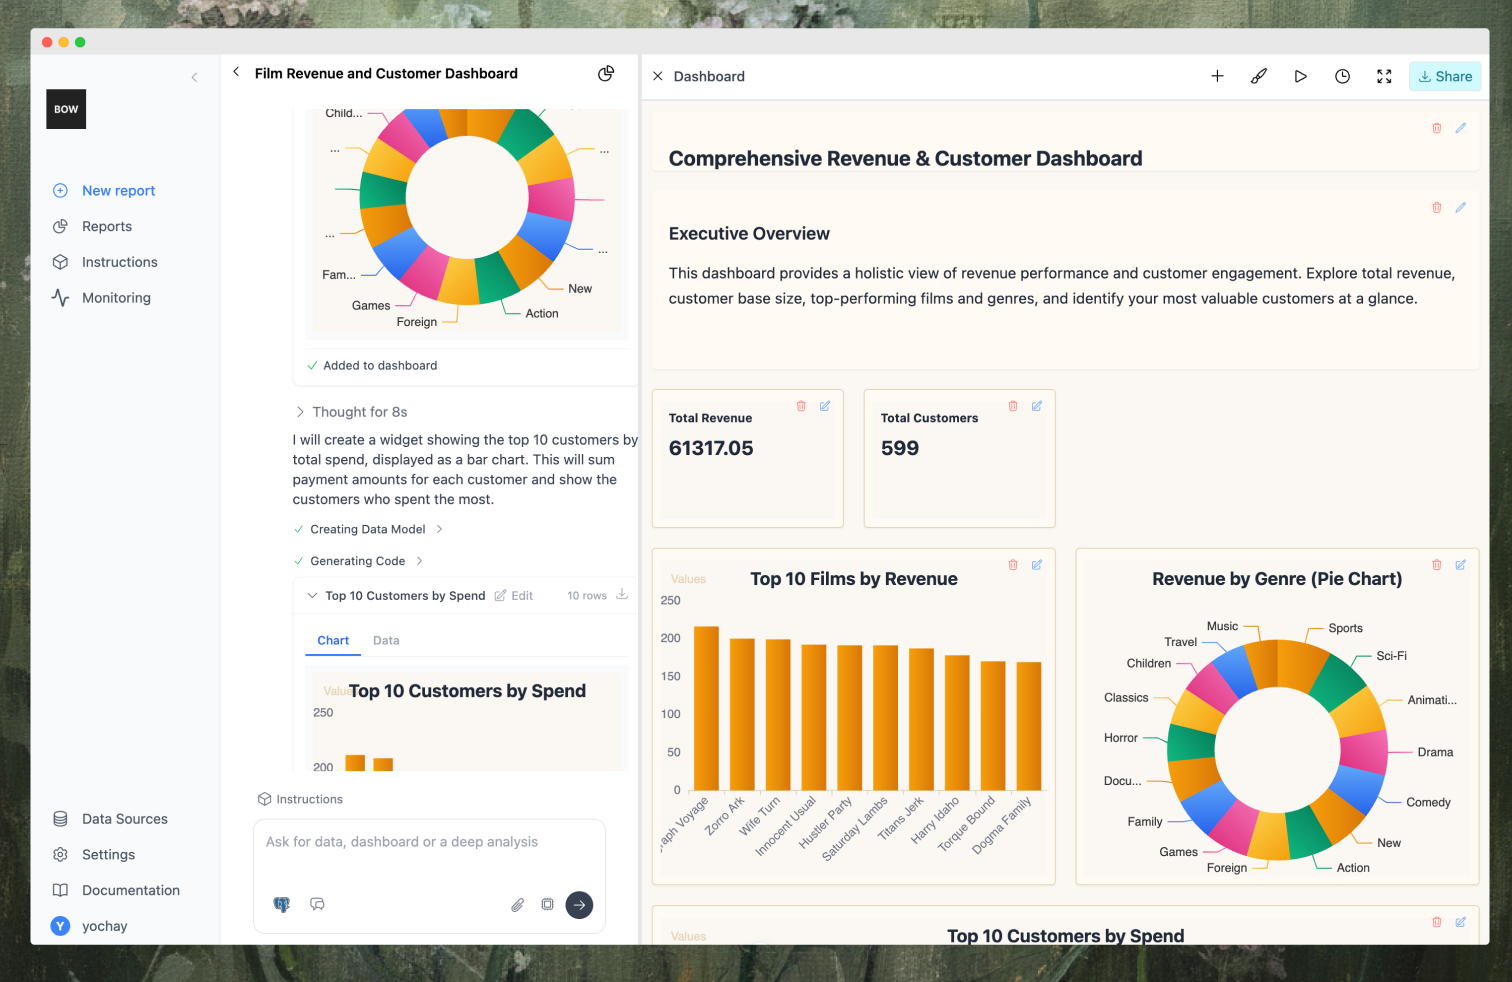 BOW
New report
Reports
Instructions
Monitoring
Data Sources
Settings
Documentation
Y
yochay
Film Revenue and Customer Dashboard
Child...
...
...
...
...
Fam...
Games
Foreign
Action
New
Added to dashboard
Thought for 8s
I will create a widget showing the top 10 customers by
total spend, displayed as a bar chart. This will sum
payment amounts for each customer and show the
customers who spent the most.
Creating Data Model
Generating Code
Top 10 Customers by Spend
Edit
10 rows
Chart
Data
Top 10 Customers by Spend
250
200
Instructions
Ask for data, dashboard or a deep analysis
Dashboard
Share
Comprehensive Revenue & Customer Dashboard
Executive Overview
This dashboard provides a holistic view of revenue performance and customer engagement. Explore total revenue,
customer base size, top-performing films and genres, and identify your most valuable customers at a glance.
Total Revenue
61317.05
Total Customers
599
Values
Top 10 Films by Revenue
250
200
150
100
50
0
Voyage
Zorro Ark
Wife Turn
Innocent Usual
Hustler Party
Saturday Lambs
Titans Jerk
Harry Idaho
Torque Bound
Dogma Family
Revenue by Genre (Pie Chart)
Music
Sports
Travel
Sci-Fi
Children
Classics
Animati...
Horror
Drama
Docu...
Comedy
Family
New
Games
Foreign
Action
Values
Top 10 Customers by Spend